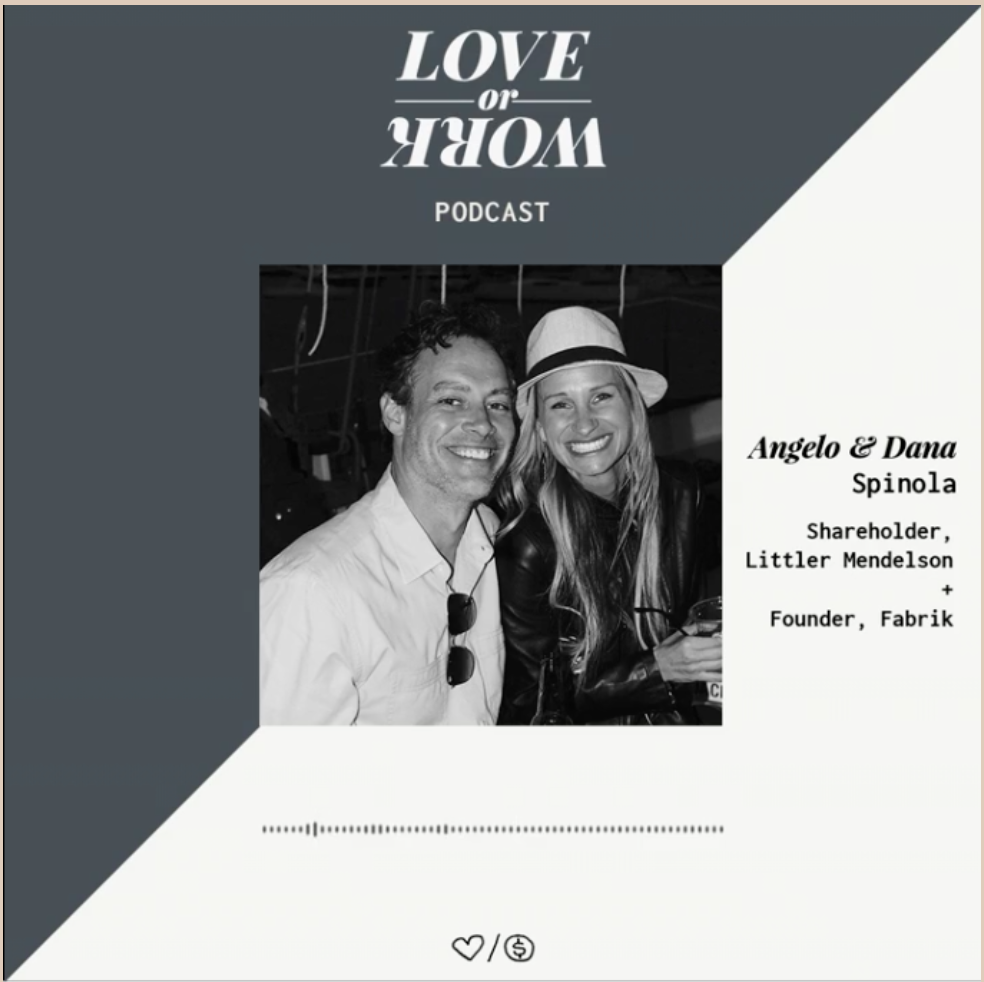 LOVE
or
WORK
PODCAST
Angelo & Dana
Spinola
Shareholder,
Littler Mendelson
+
Founder, Fabrik